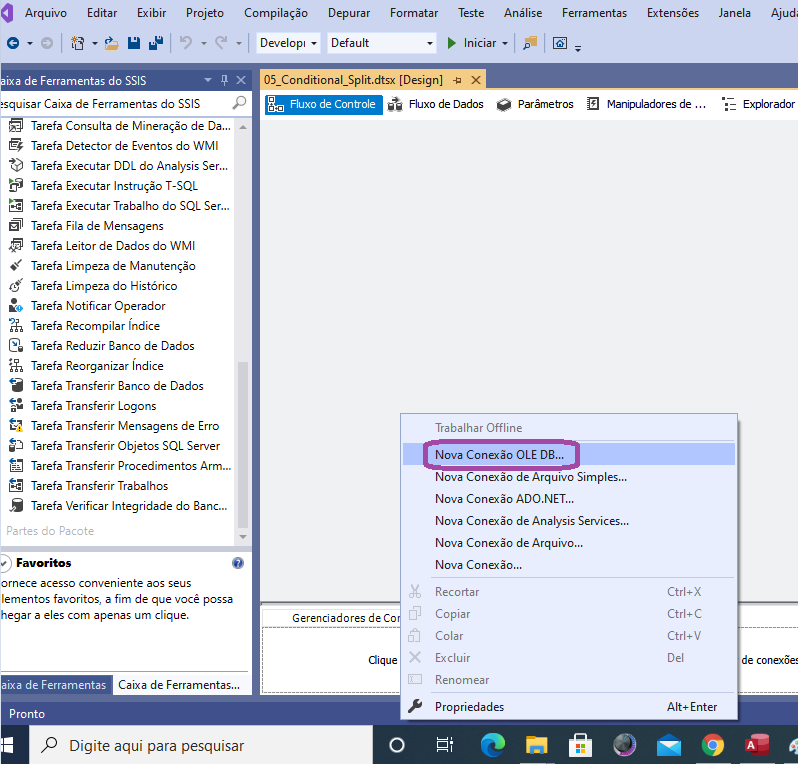 Arquivo Editar Exibir Projeto Compilação Depurar Formatar Teste Análise Ferramentas Extensões Janela Ajuda
Developr Default Iniciar
aixa de Ferramentas do SSIS
05_Conditional_Split.dtsx [Design]
esquisar Caixa de Ferramentas do SSIS
Fluxo de Controle Fluxo de Dados Parâmetros Manipuladores de ... Explorador
Tarefa Consulta de Mineração de Da...
Tarefa Detector de Eventos do WMI
Tarefa Executar DDL do Analysis Ser...
Tarefa Executar Instrução T-SQL
Tarefa Executar Trabalho do SQL Ser...
Tarefa Fila de Mensagens
Tarefa Leitor de Dados do WMI
Tarefa Limpeza de Manutenção
Tarefa Limpeza do Histórico
Tarefa Notificar Operador
Tarefa Recompilar Índice
Tarefa Reduzir Banco de Dados
Tarefa Reorganizar Índice
Tarefa Transferir Banco de Dados
Tarefa Transferir Logons
Tarefa Transferir Mensagens de Erro
Tarefa Transferir Objetos SQL Server
Tarefa Transferir Procedimentos Arm...
Tarefa Transferir Trabalhos
Tarefa Verificar Integridade do Banc...
Partes do Pacote
Favoritos
ornece acesso conveniente aos seus
lementos favoritos, a fim de que você possa
hegar a eles com apenas um clique.
aixa de Ferramentas Caixa de Ferramentas...
Trabalhar Offline
Nova Conexão OLE DB...
Nova Conexão de Arquivo Simples...
Nova Conexão ADO.NET...
Nova Conexão de Analysis Services...
Nova Conexão de Arquivo...
Nova Conexão...
Recortar Ctrl+X
Copiar Ctrl+C
Colar Ctrl+V
Excluir Del
Renomear
Propriedades Alt+Enter
Gerenciadores de Cor
Clique
de conexões
Pronto
Digite aqui para pesquisar